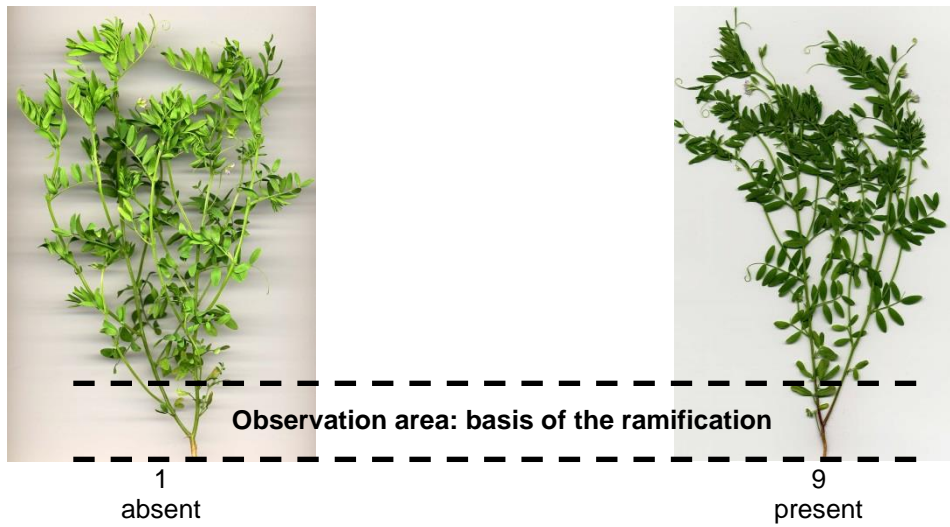 Observation area: basis of the ramification
1
absent
9
present